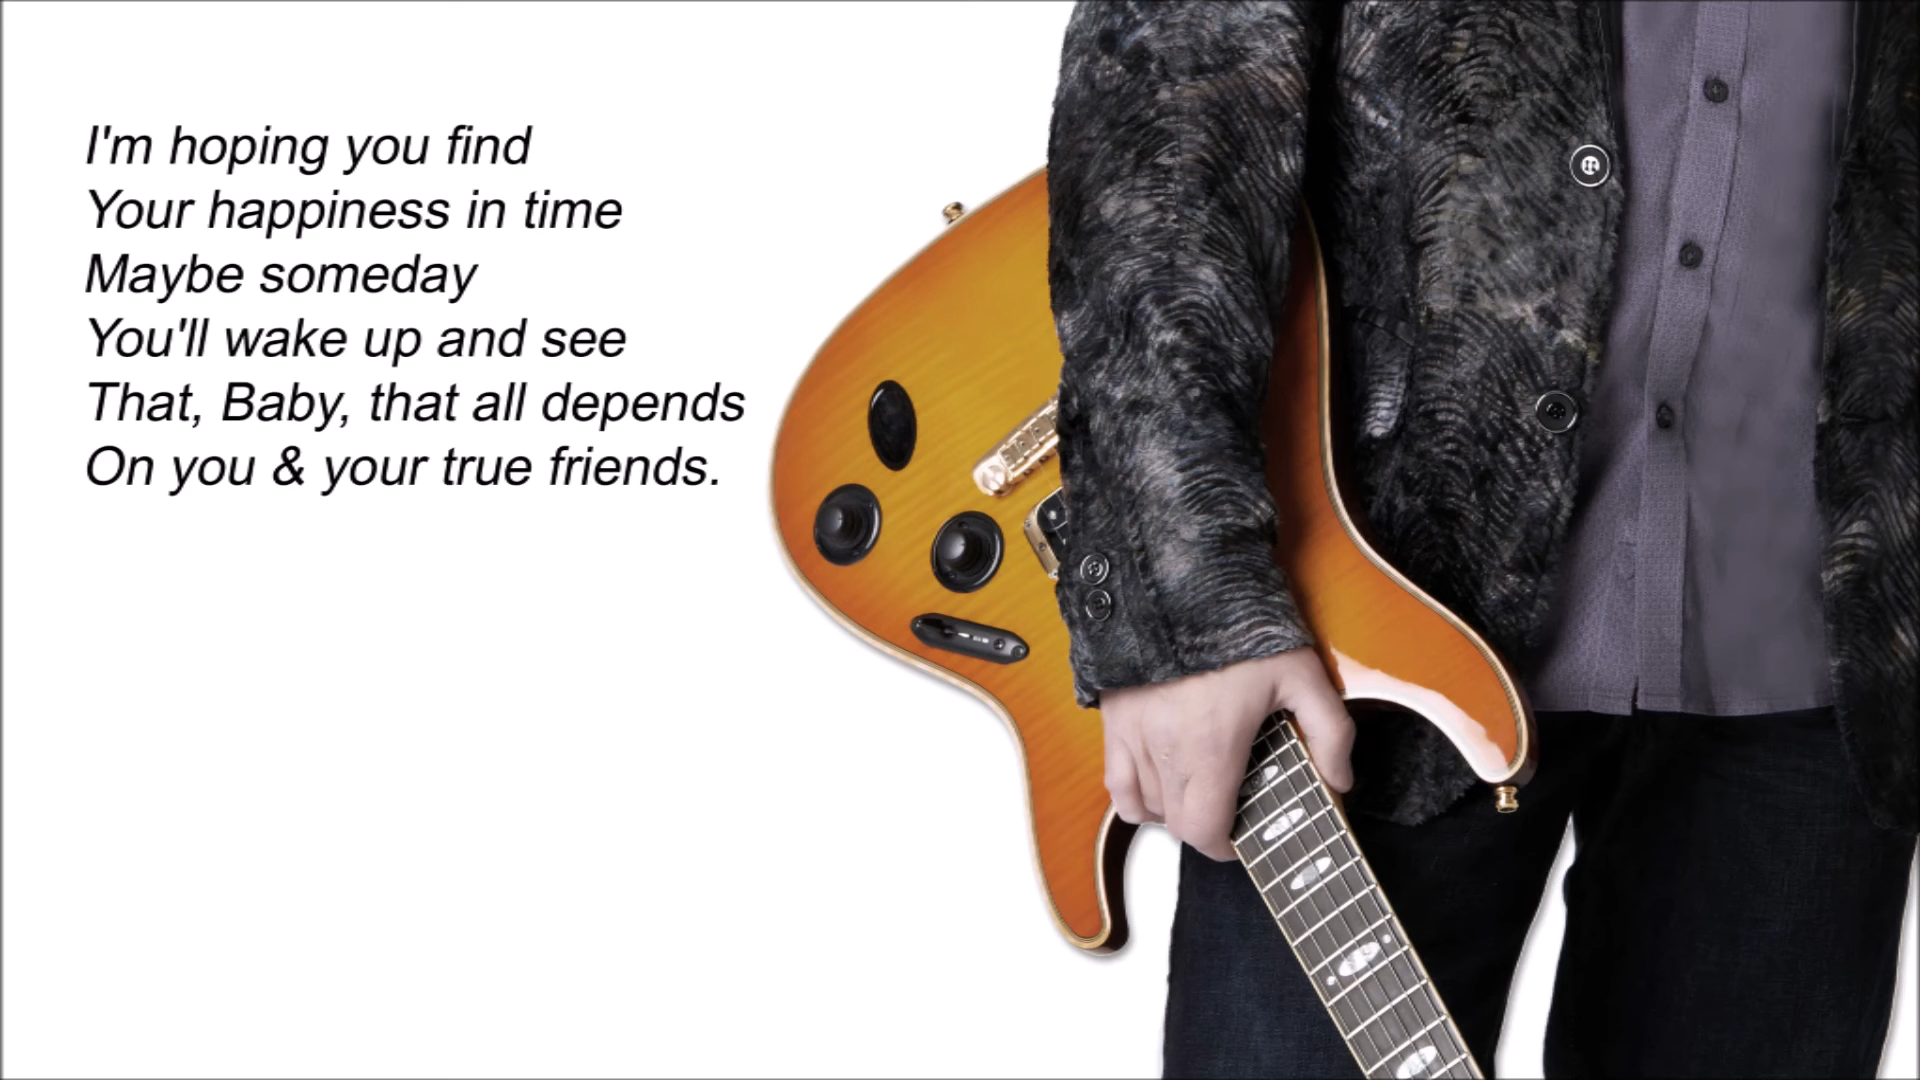 I'm hoping you find
Your happiness in time
Maybe someday
You'll wake up and see
That, Baby, that all depends
On you & your true friends.